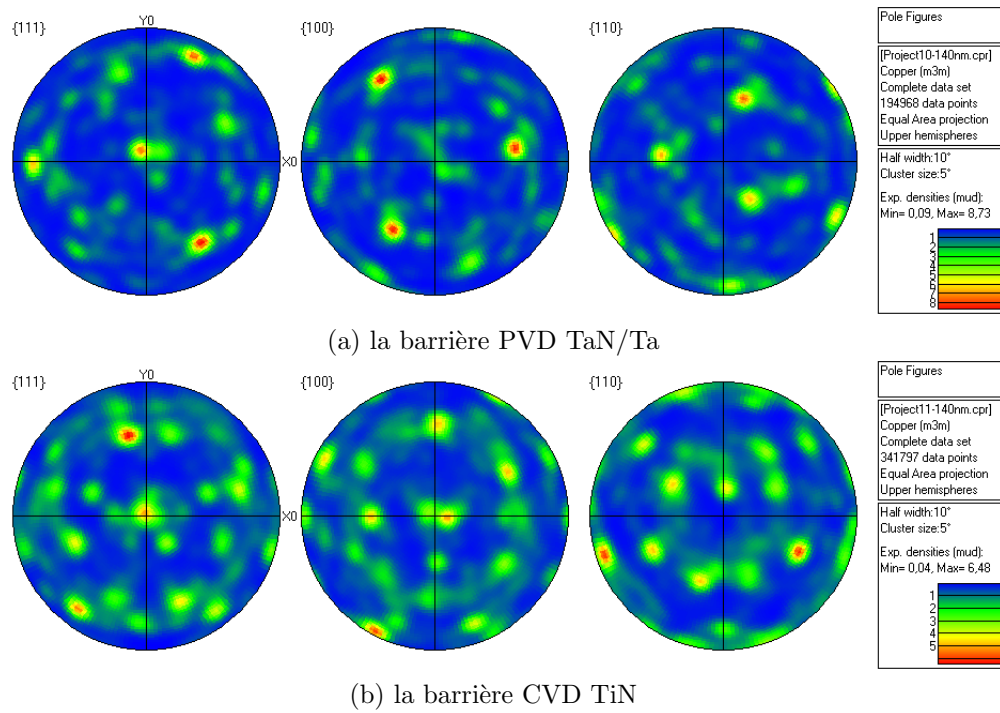 {111}
Y0
{100}
{110}
X0
Pole Figures
[Project10-140nm.cpr]
Copper (m3m)
Complete data set
194968 data points
Equal Area projection
Upper hemispheres
Half width:10°
Cluster size:5°
Exp. densities (mud):
Min= 0,09, Max= 8,73
1
2
3
4
5
6
7
8
(a) la barrière PVD TaN/Ta
{111}
Y0
{100}
{110}
X0
Pole Figures
[Project11-140nm.cpr]
Copper (m3m)
Complete data set
341797 data points
Equal Area projection
Upper hemispheres
Half width:10°
Cluster size:5°
Exp. densities (mud):
Min= 0,04, Max= 6,48
1
2
3
4
5
(b) la barrière CVD TiN